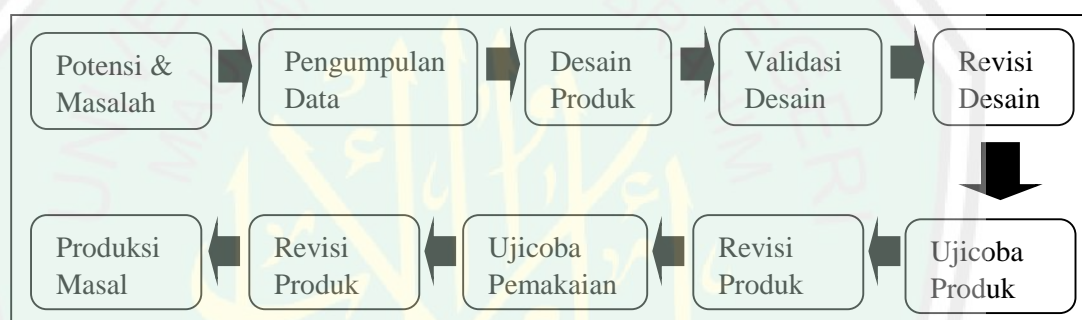 Potensi &
Masalah
Pengumpulan
Data
Desain
Produk
Validasi
Desain
Revisi
Desain
Ujicoba
Produk
Revisi
Produk
Ujicoba
Pemakaian
Revisi
Produk
Produksi
Masal